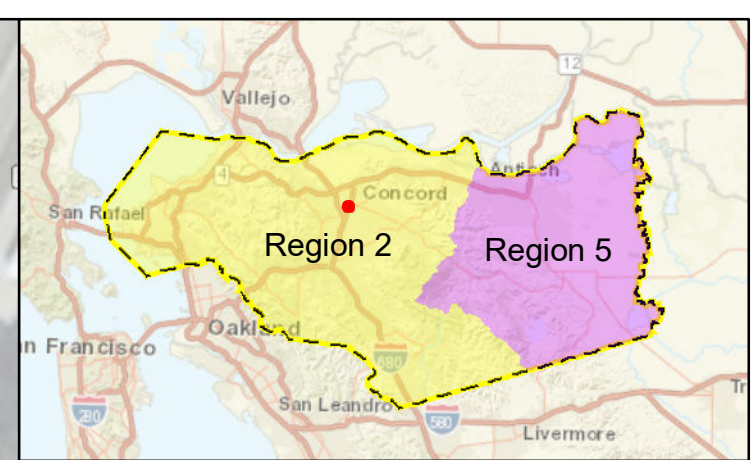 12
Vallejo
Antioch
4
Concord
San Rafael
Region 2
Region 5
Oakland
n Francisco
680
San Leandro
Tr
280
580
Livermore